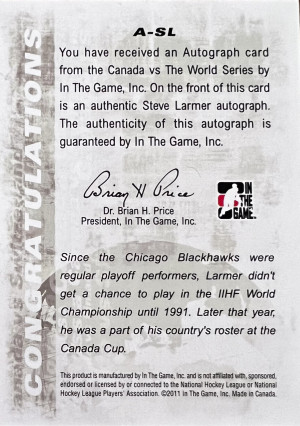 A-SL
CONGRATULATIONS
You have received an Autograph card
from the Canada vs The World Series by
In The Game, Inc. On the front of this card
is an authentic Steve Larmer autograph.
The authenticity of this autograph is
guaranteed by In The Game, Inc.
Brian H Price
Dr. Brian H. Price
President, In The Game, Inc.
IN THE
GAME
Since the Chicago Blackhawks were
regular playoff performers, Larmer didn't
get a chance to play in the IIHF World
Championship until 1991. Later that year,
he was a part of his country's roster at the
Canada Cup.
This product is manufactured by In The Game, Inc. and is not affiliated with, sponsored,
endorsed or licensed by or connected to the National Hockey League or National
Hockey League Players' Association. ©2011 In The Game, Inc. Made in Canada.